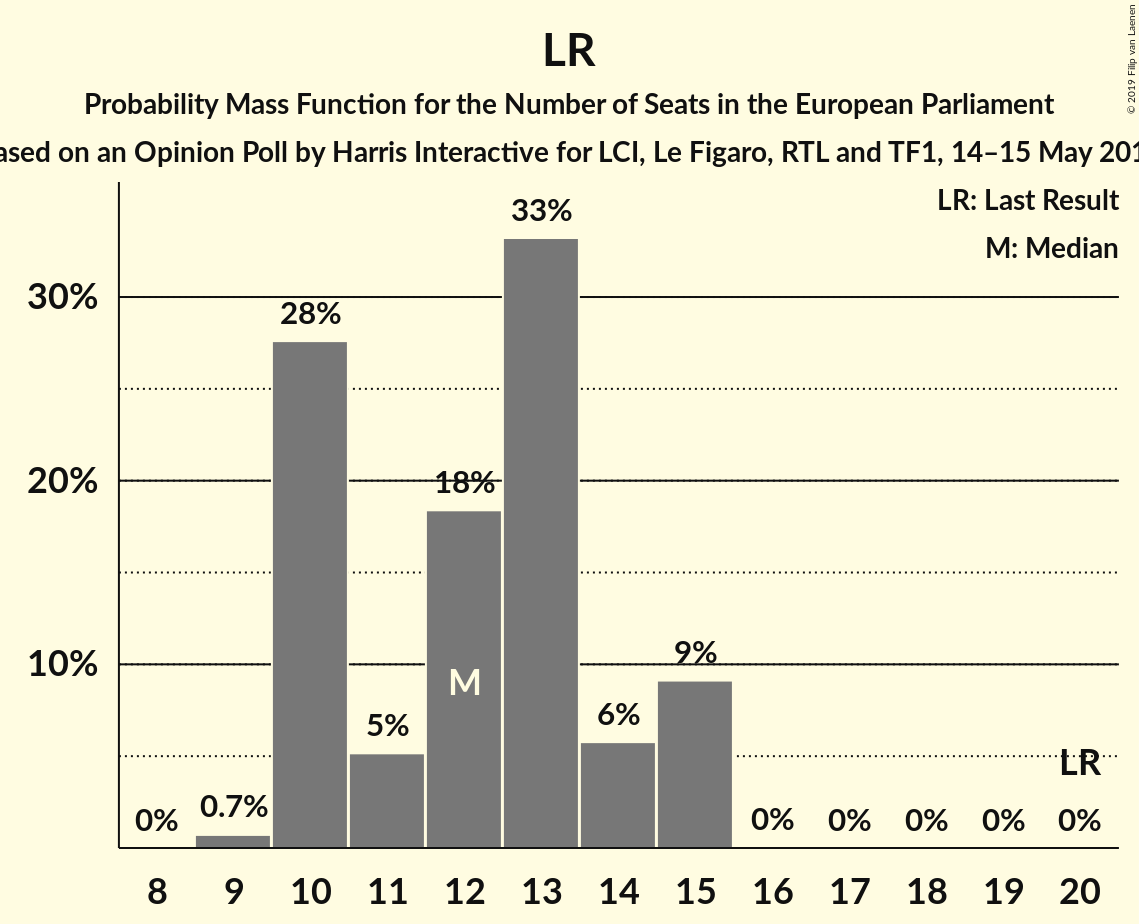 LR
Probability Mass Function for the Number of Seats in the European Parliament
on an Opinion Poll by Harris Interactive for LCI, Le Figaro, RTL and TF1, 14–15 May
© 2019 Filip van Laenen
LR: Last Result
M: Median
33%
30%
28%
20%
18%
10%
9%
M
6%
5%
LR
0.7%
0%
0%
0%
0%
0%
0%
8 9 10 11 12 13 14 15 16 17 18 19 20